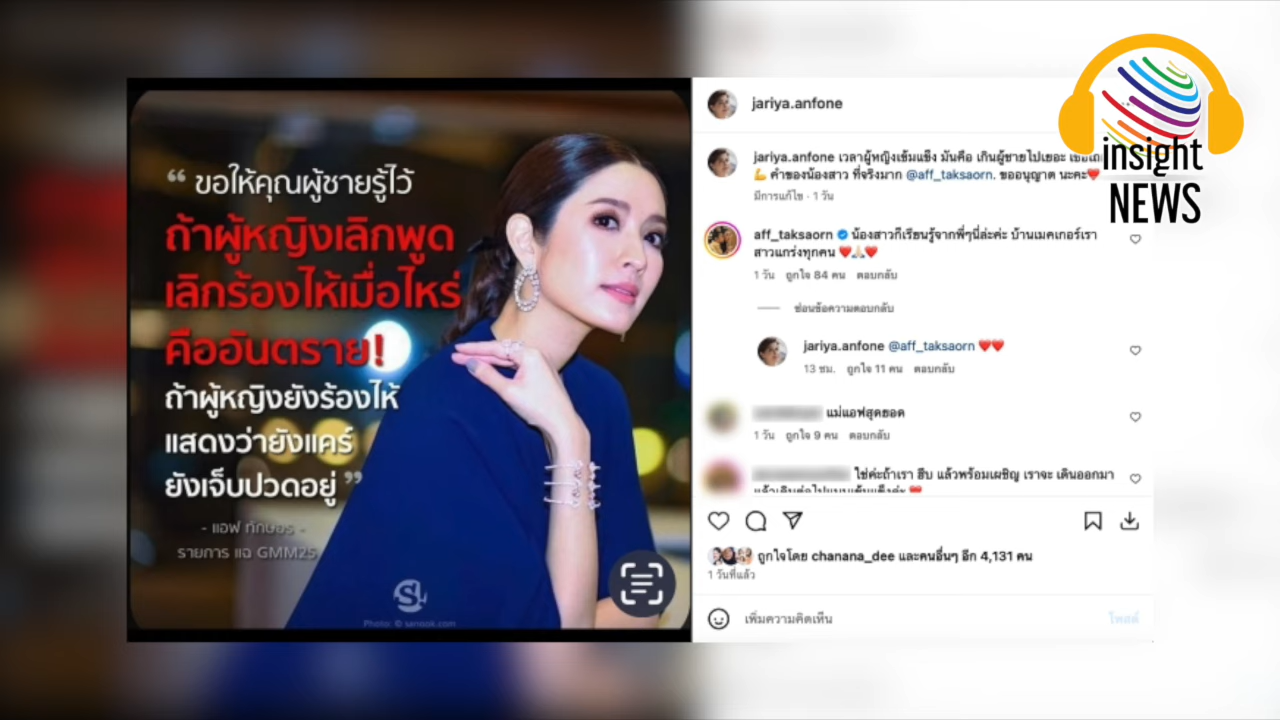 “ ขอให้คุณผู้ชายรู้ไว้
ถ้าผู้หญิงเลิกพูด
เลิกร้องไห้เมื่อไหร่
คืออันตราย!
ถ้าผู้หญิงยังร้องไห้
แสดงว่ายังแคร์
ยังเจ็บปวดอยู่ ”
- แอฟ ทักษอร -
รายการ แฉ GMM25
Photo: © sanook.com
jariya.anfone
jariya.anfone เวลาผู้หญิงเข้มแข็ง มันคือ เกินผู้ชายไปเยอะ
💪 คำของน้องสาว ที่จริงมาก @aff_taksaorn. ขออนุญาต นะคะ❤️
มีการแก้ไข · 1 วัน
aff_taksaorn น้องสาวก็เรียนรู้จากพี่ๆนี่ล่ะค่ะ บ้านเมคเกอร์เรา
สาวแกร่งทุกคน ❤️🙏🏻❤️
1 วัน ถูกใจ 84 คน ตอบกลับ
ซ่อนข้อความตอบกลับ
jariya.anfone @aff_taksaorn ❤️❤️
13 ชม. ถูกใจ 11 คน ตอบกลับ
แม่แอฟสุดยอด
1 วัน ถูกใจ 9 คน ตอบกลับ
ใช่ค่ะถ้าเรา ฮึบ แล้วพร้อมเผชิญ เราจะ เดินออกมา
ถูกใจโดย chanana_dee และคนอื่นๆ อีก 4,131 คน
1 วันที่แล้ว
เพิ่มความคิดเห็น
โพสต์
insight
NEWS